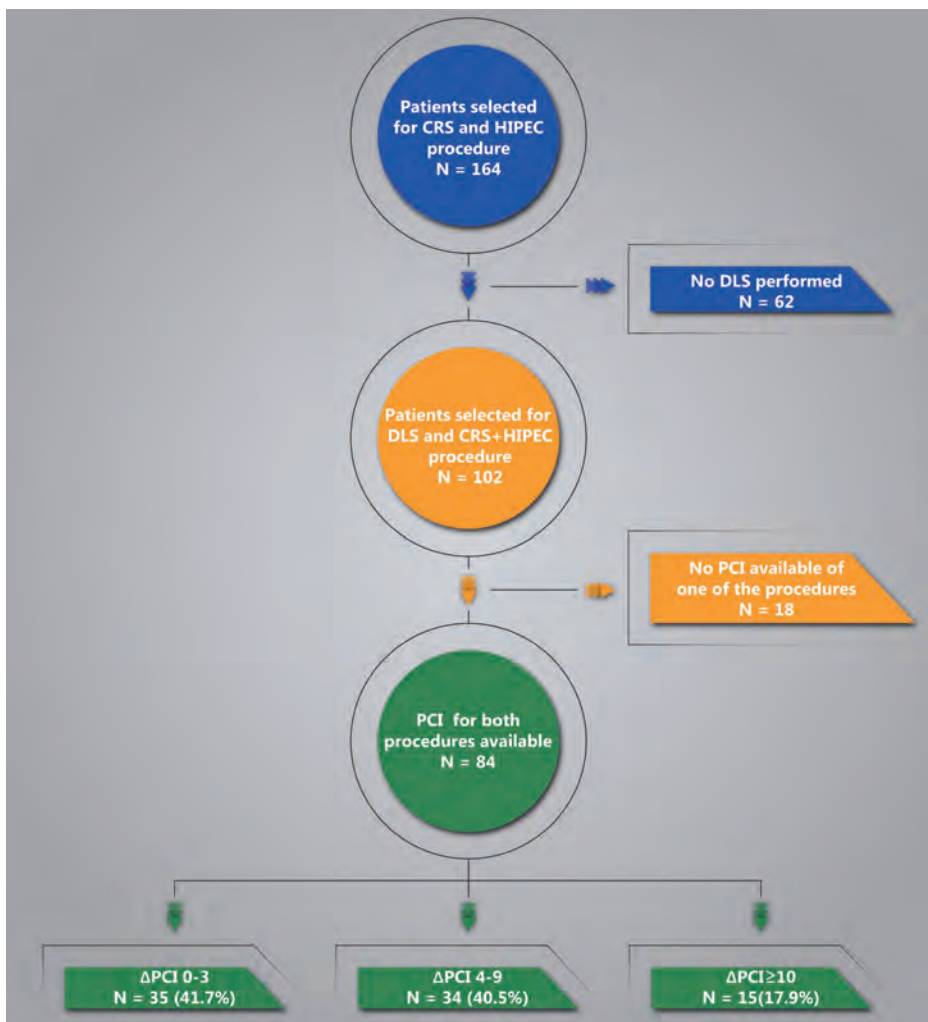 Patients selected
for CRS and HIPEC
procedure
N = 164
No DLS performed
N = 62
Patients selected for
DLS and CRS+HIPEC
procedure
N = 102
No PCI available of
one of the procedures
N = 18
PCI for both
procedures available
N = 84
ΔPCI 0-3
N = 35 (41.7%)
ΔPCI 4-9
N = 34 (40.5%)
ΔPCI≥10
N = 15(17.9%)